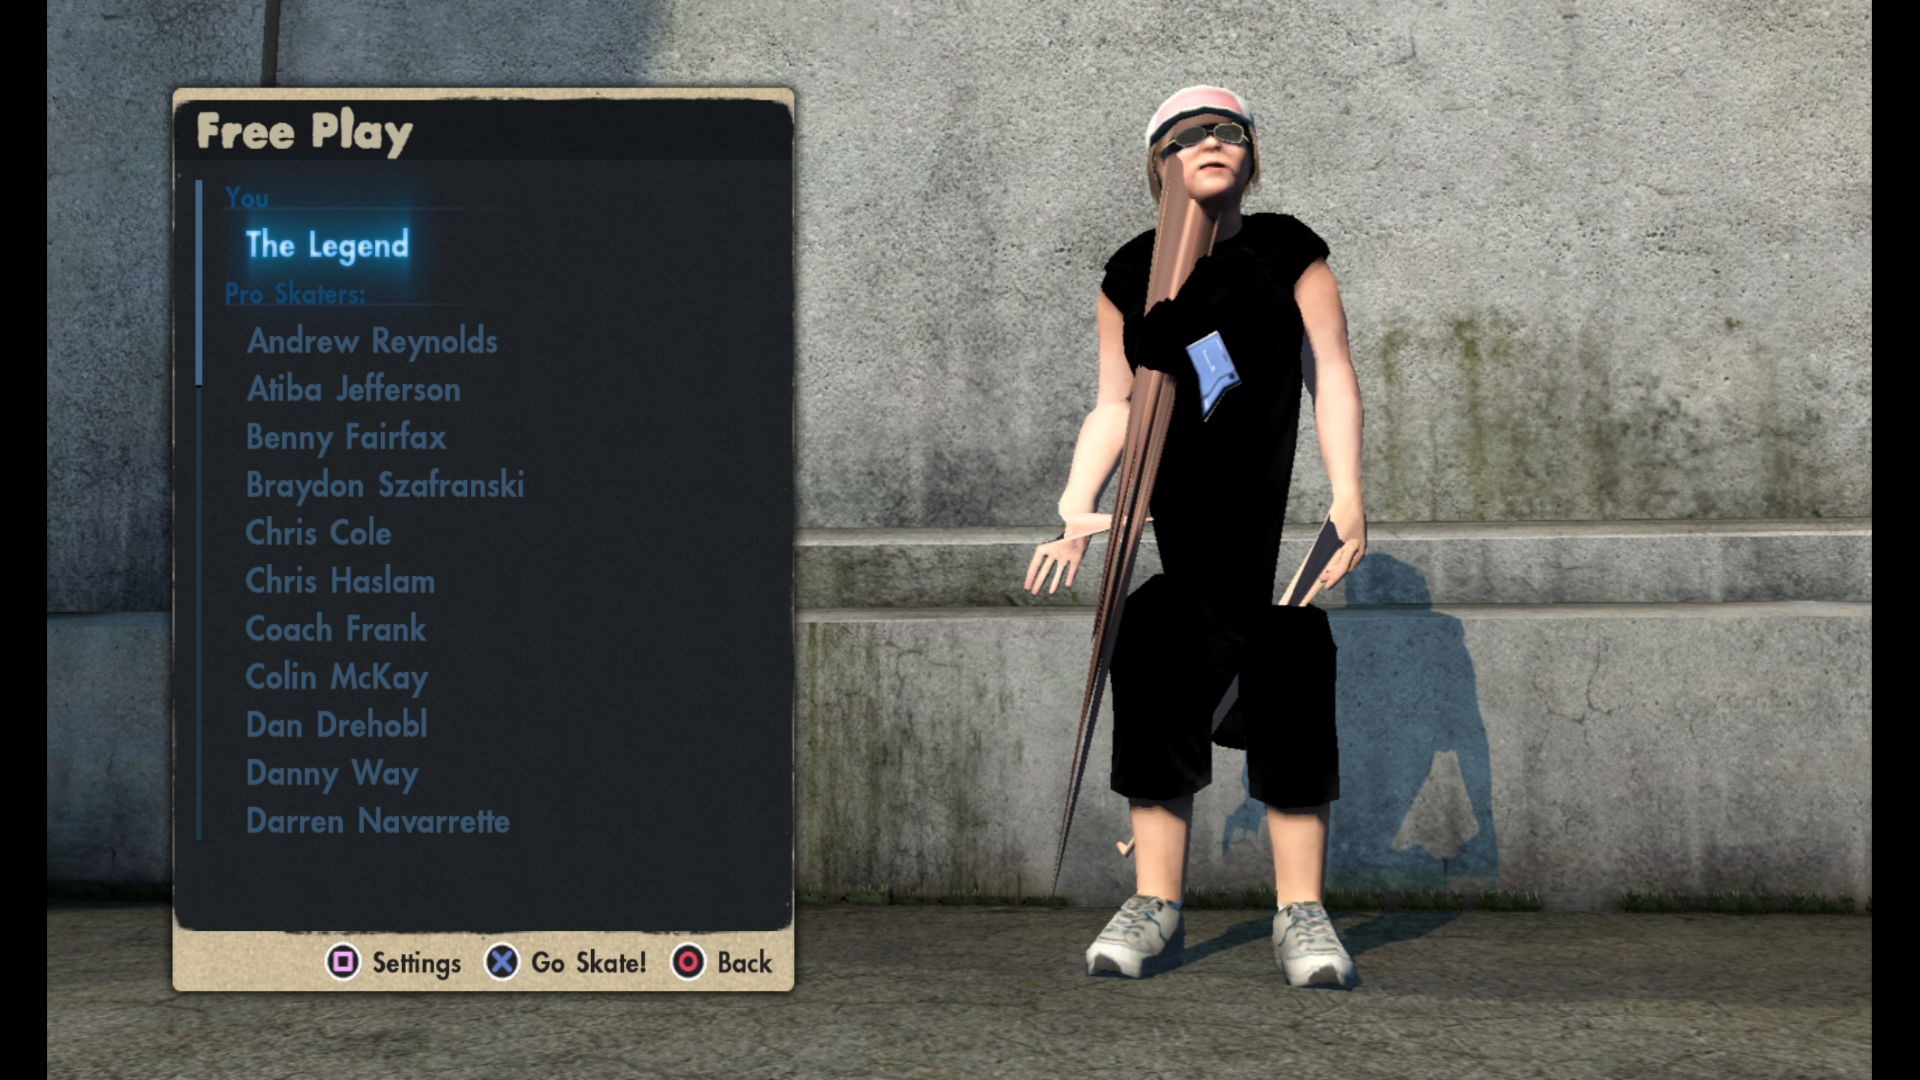 Free Play
You
The Legend
Pro Skaters:
Andrew Reynolds
Atiba Jefferson
Benny Fairfax
Braydon Szafranski
Chris Cole
Chris Haslam
Coach Frank
Colin McKay
Dan Drehobl
Danny Way
Darren Navarrette
Settings
Go Skate!
Back